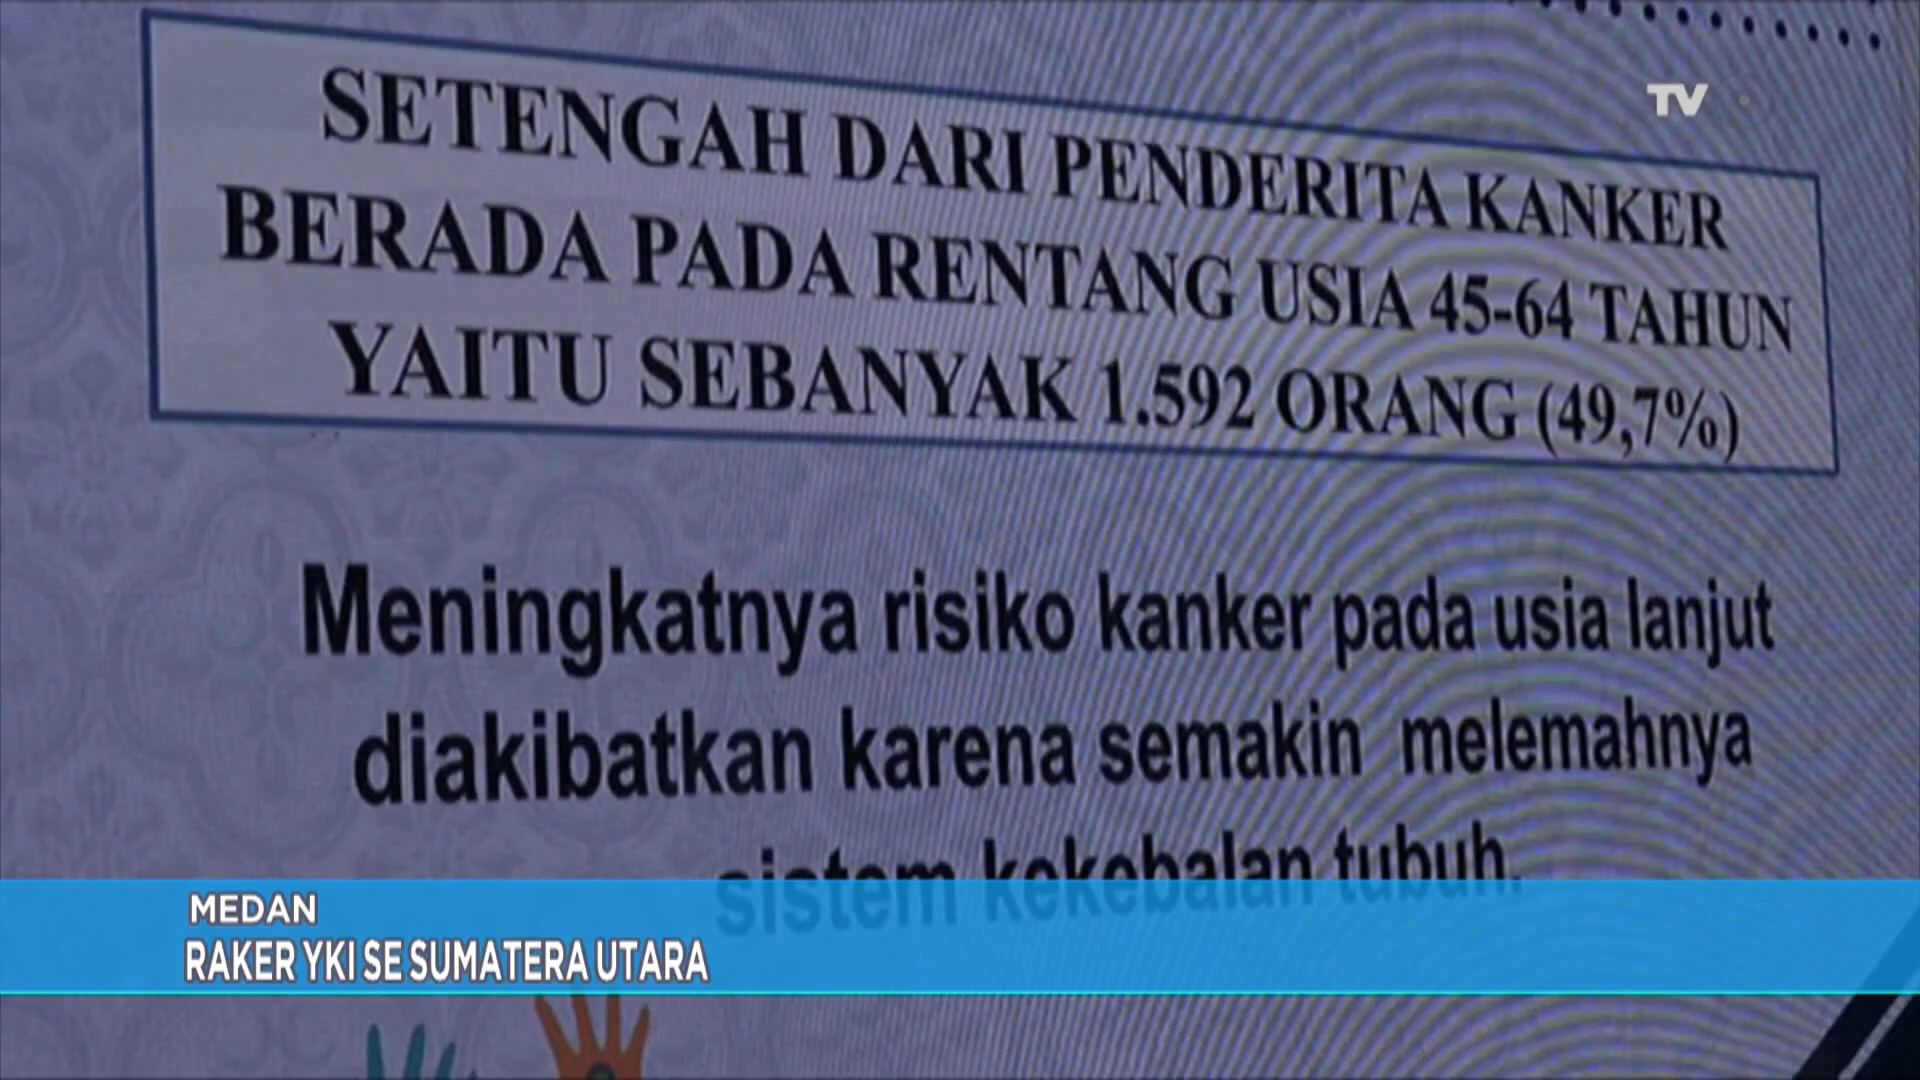 TV
SETENGAH DARI PENDERITA KANKER
BERADA PADA RENTANG USIA 45-64 TAHUN
YAITU SEBANYAK 1.592 ORANG (49,7%)
Meningkatnya risiko kanker pada usia lanjut
diakibatkan karena semakin melemahnya
sistem kekebalan tubuh.
MEDAN
RAKER YKI SE SUMATERA UTARA